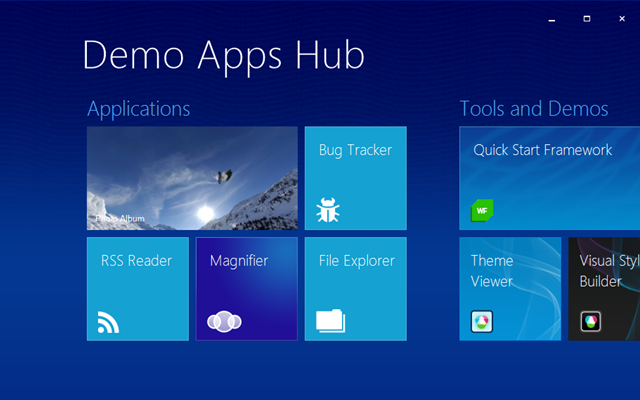 Demo Apps Hub
Applications
Tools and Demos
Photo Album
Bug Tracker
Quick Start Framework
WF
RSS Reader
Magnifier
File Explorer
Theme
Viewer
Visual Styl
Builder